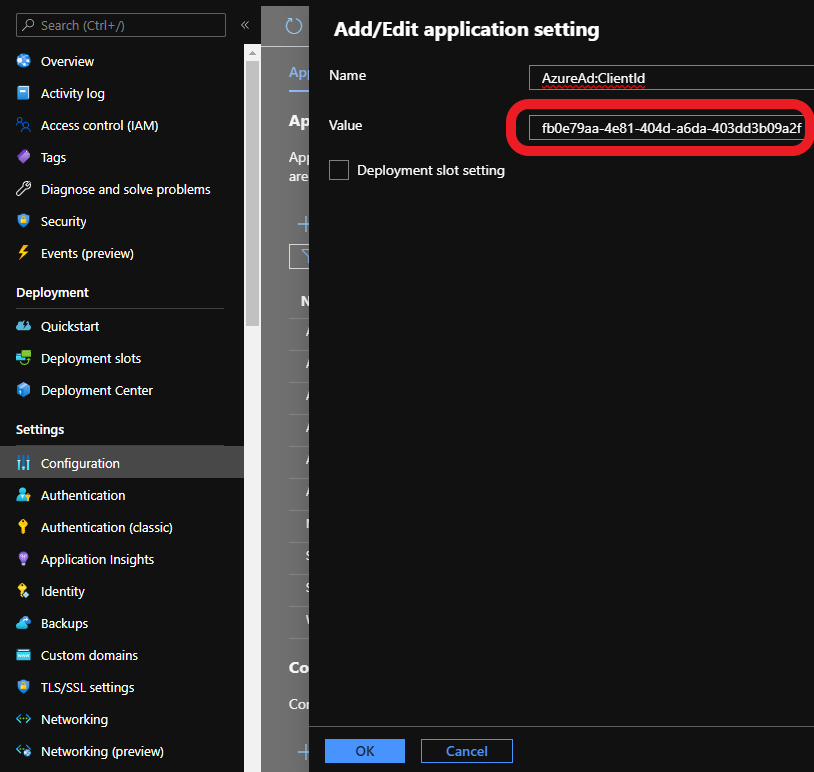 Search (Ctrl+/)
«
Overview
Activity log
Access control (IAM)
Tags
Diagnose and solve problems
Security
Events (preview)
Deployment
Quickstart
Deployment slots
Deployment Center
Settings
Configuration
Authentication
Authentication (classic)
Application Insights
Identity
Backups
Custom domains
TLS/SSL settings
Networking
Networking (preview)
App
Ap
App
are
Co
Con
Add/Edit application setting
Name
AzureAd:ClientId
Value
fb0e79aa-4e81-404d-a6da-403dd3b09a2f
Deployment slot setting
OK
Cancel